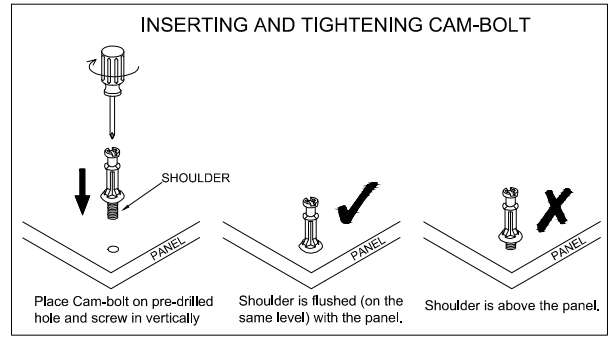 INSERTING AND TIGHTENING CAM-BOLT
SHOULDER
PANEL
PANEL
PANEL
Place Cam-bolt on pre-drilled
hole and screw in vertically
Shoulder is flushed (on the
same level) with the panel.
Shoulder is above the panel.